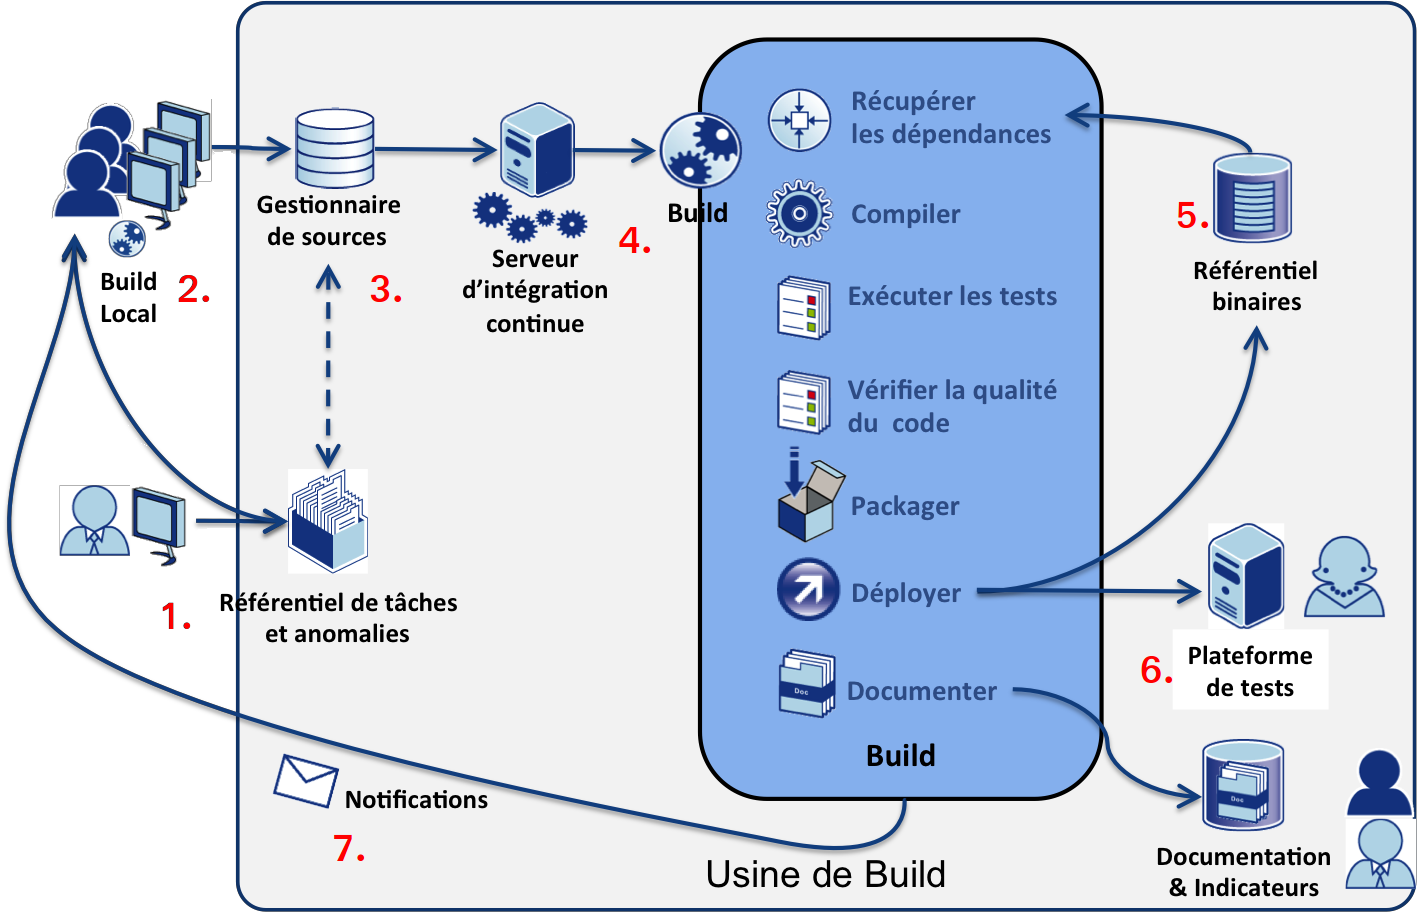 Build
Local
2.
Gestionnaire
de sources
3.
Serveur
d'intégration
continue
4.
Build
Récupérer
les dépendances
Compiler
Exécuter les tests
Vérifier la qualité
du code
Packager
Déployer
Doc
Documenter
Build
5.
Référentiel
binaires
1.
Référentiel de tâches
et anomalies
6.
Plateforme
de tests
Notifications
7.
Doc
Documentation
& Indicateurs
Usine de Build